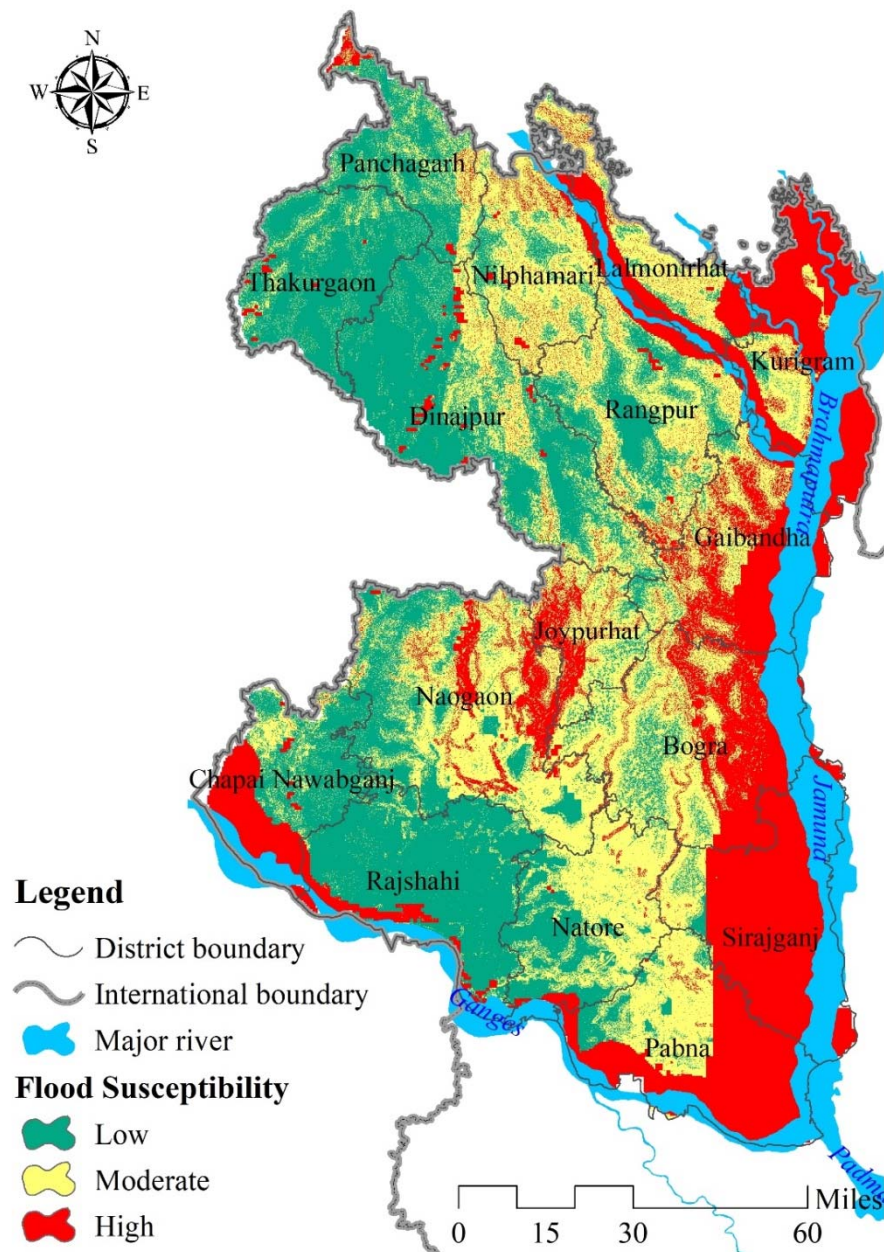 N
W E
S
Panchagarh
Thakurgaon
Nilphamari
Lalmonirhat
Kurigram
Dinajpur
Rangpur
Brahmaputra
Gaibandha
Joypurhat
Naogaon
Bogra
Chapai Nawabganj
Jamuna
Rajshahi
Natore
Sirajganj
Ganges
Pabna
Padma
Legend
District boundary
International boundary
Major river
Flood Susceptibility
Low
Moderate
High
Miles
0 15 30 60